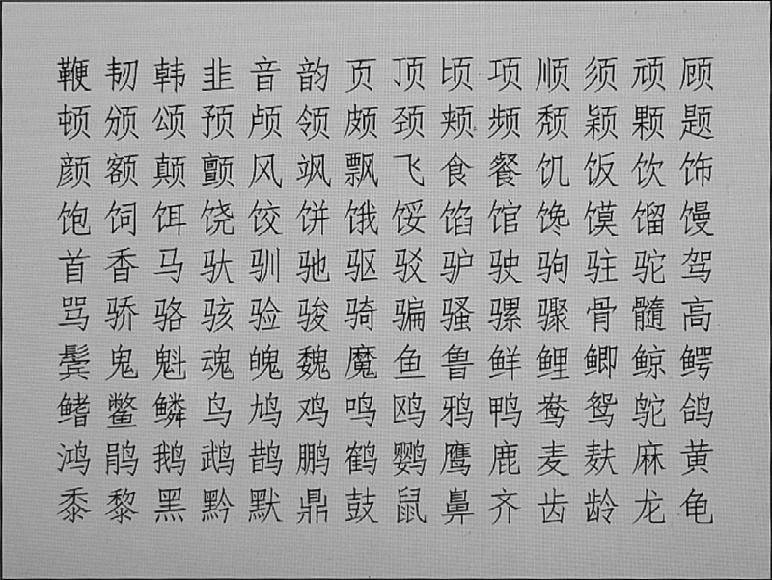 鞭韧韩韭音韵页顶顷项顺须顽顾
顿颁颂预颅领颇颈颊频颓颖颗题
颜额颠颤风飒飘飞食餐饥饭饮饰
饱饲饵饶饺饼饿馁馅馆馋馍馏馒
首香马驮驯驰驱驳驴驶驹驻驼驾
骂骄骆骇验骏骑骗骚骡骤骨髓高
鬓鬼魁魂魄魏魔鱼鲁鲜鲤鲫鲸鳄
鳍鳖鳞鸟鸠鸡鸣鸥鸦鸭鸯鸳鸵鸽
鸿鹃鹅鹉鹊鹏鹤鹦鹰鹿麦麸麻黄
黍黎黑黔默鼎鼓鼠鼻齐齿龄龙龟